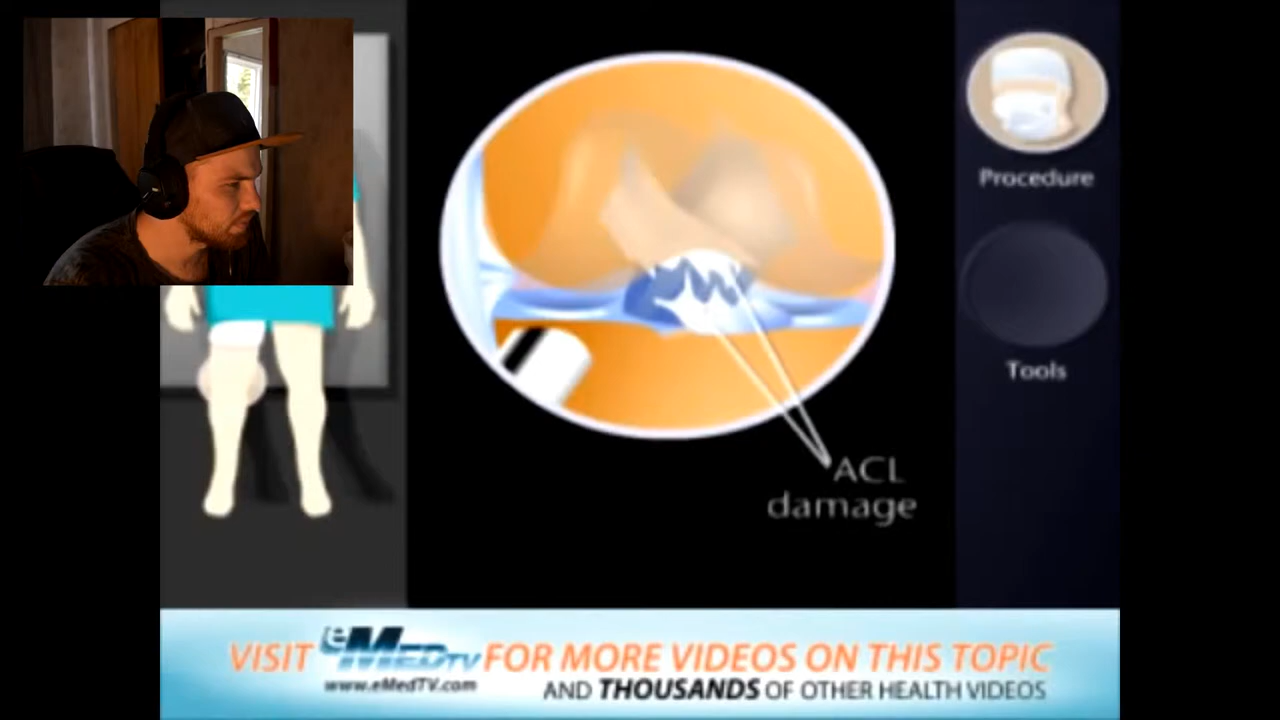 Procedure
Tools
ACL
damage
VISIT eMEDTV FOR MORE VIDEOS ON THIS TOPIC
www.eMedTV.com AND THOUSANDS OF OTHER HEALTH VIDEOS